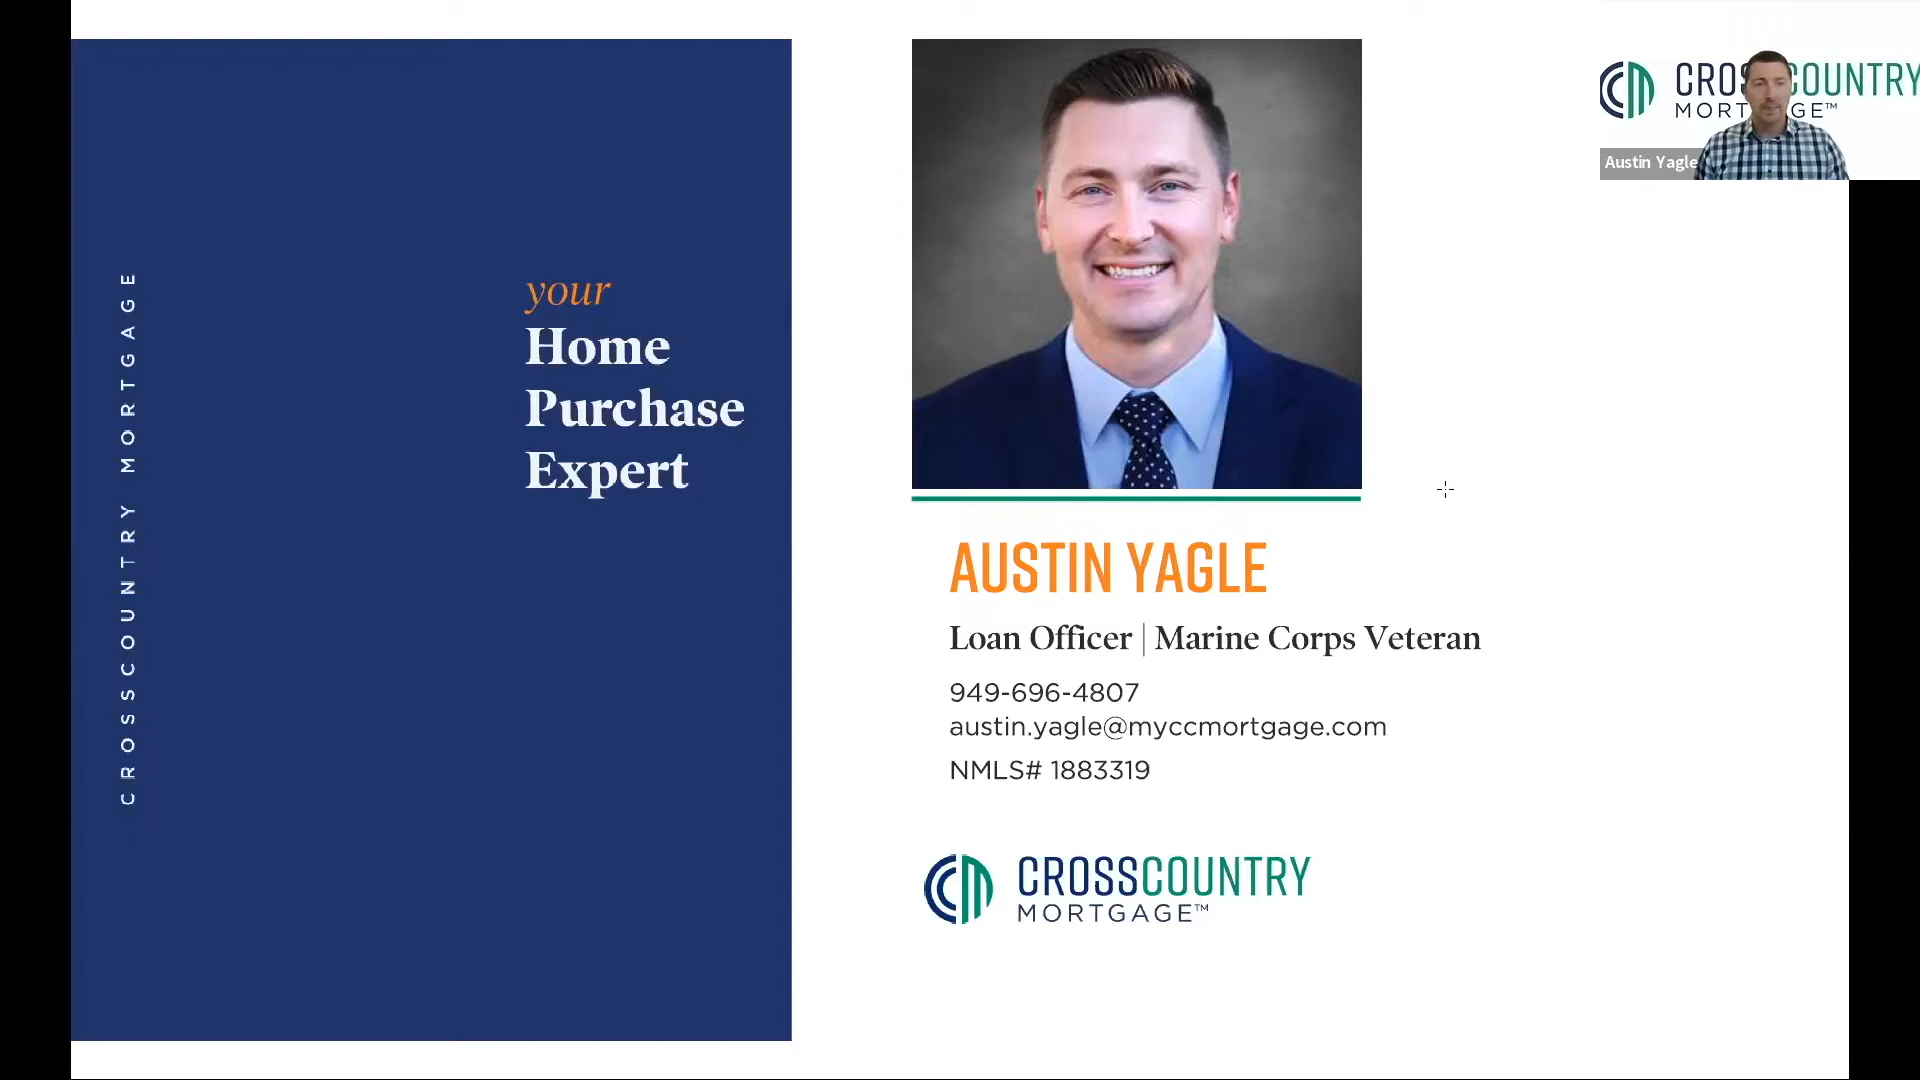 CROSSCOUNTRY MORTGAGE
your
Home
Purchase
Expert
AUSTIN YAGLE
Loan Officer | Marine Corps Veteran
949-696-4807
austin.yagle@myccmortgage.com
NMLS# 1883319
CROSSCOUNTRY
MORTGAGE™
Austin Yagle